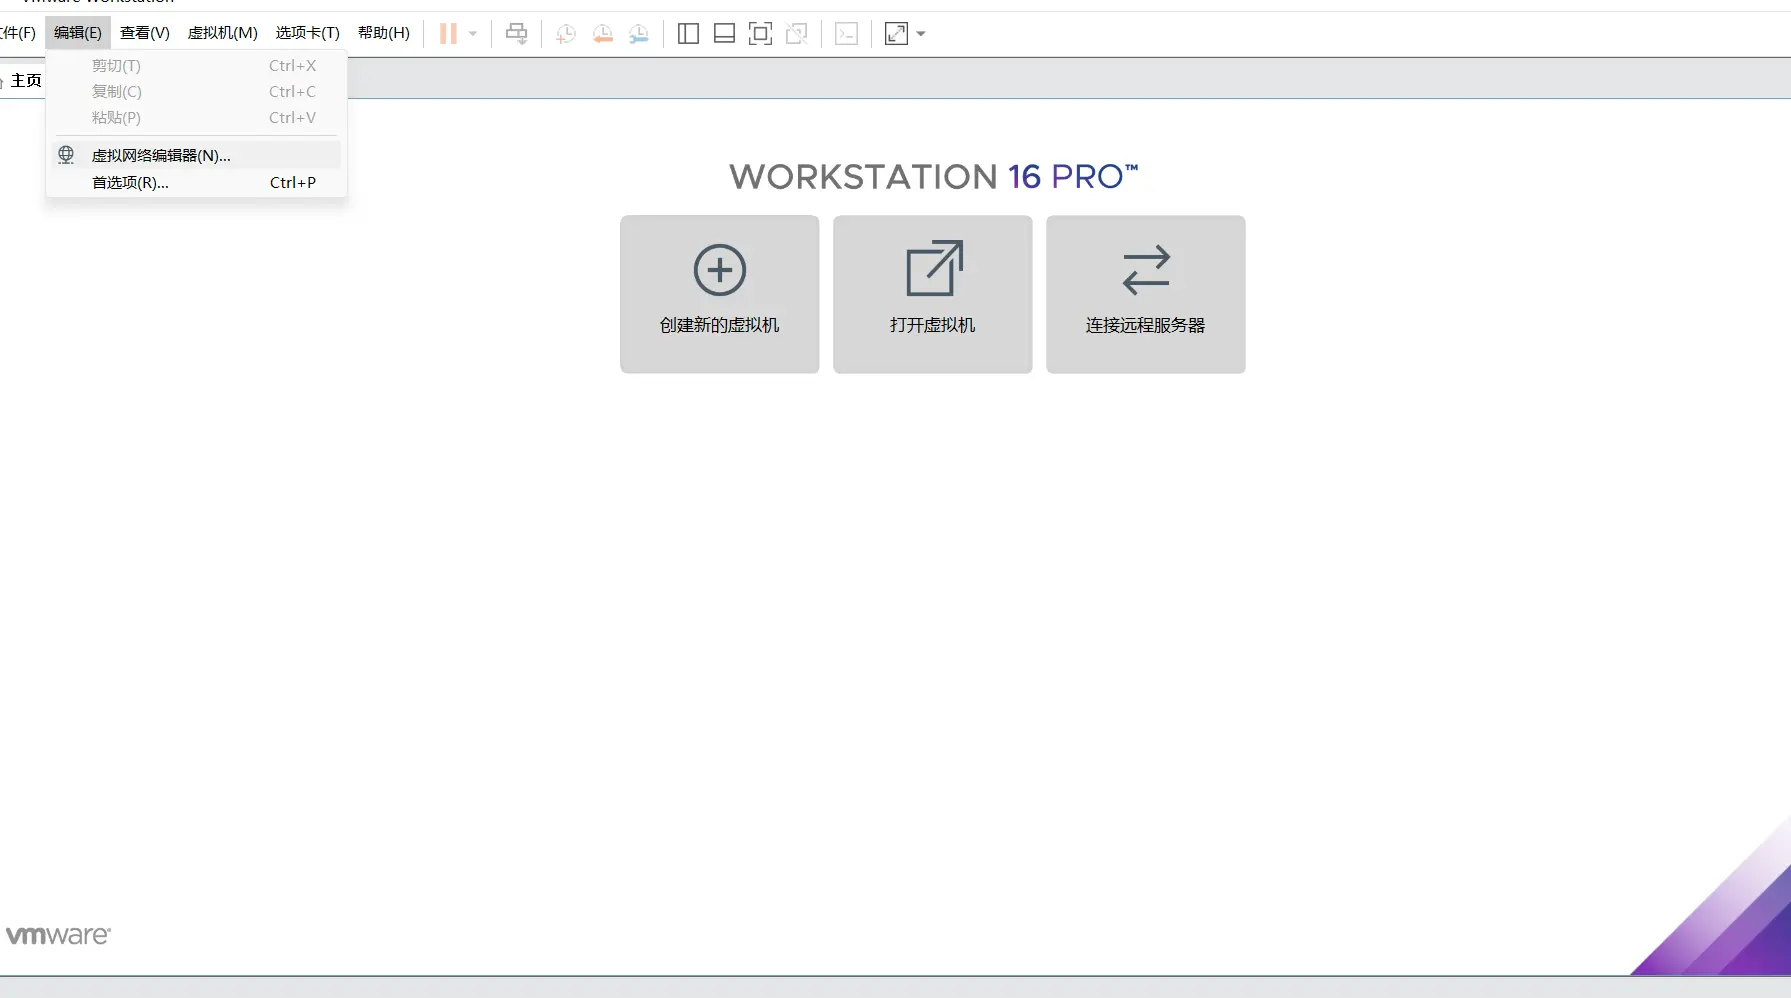 VMware Workstation
件(F) 编辑(E) 查看(V) 虚拟机(M) 选项卡(T) 帮助(H)
主页
剪切(T) Ctrl+X
复制(C) Ctrl+C
粘贴(P) Ctrl+V
虚拟网络编辑器(N)...
首选项(R)... Ctrl+P
WORKSTATION 16 PRO™
创建新的虚拟机 打开虚拟机 连接远程服务器
vmware®